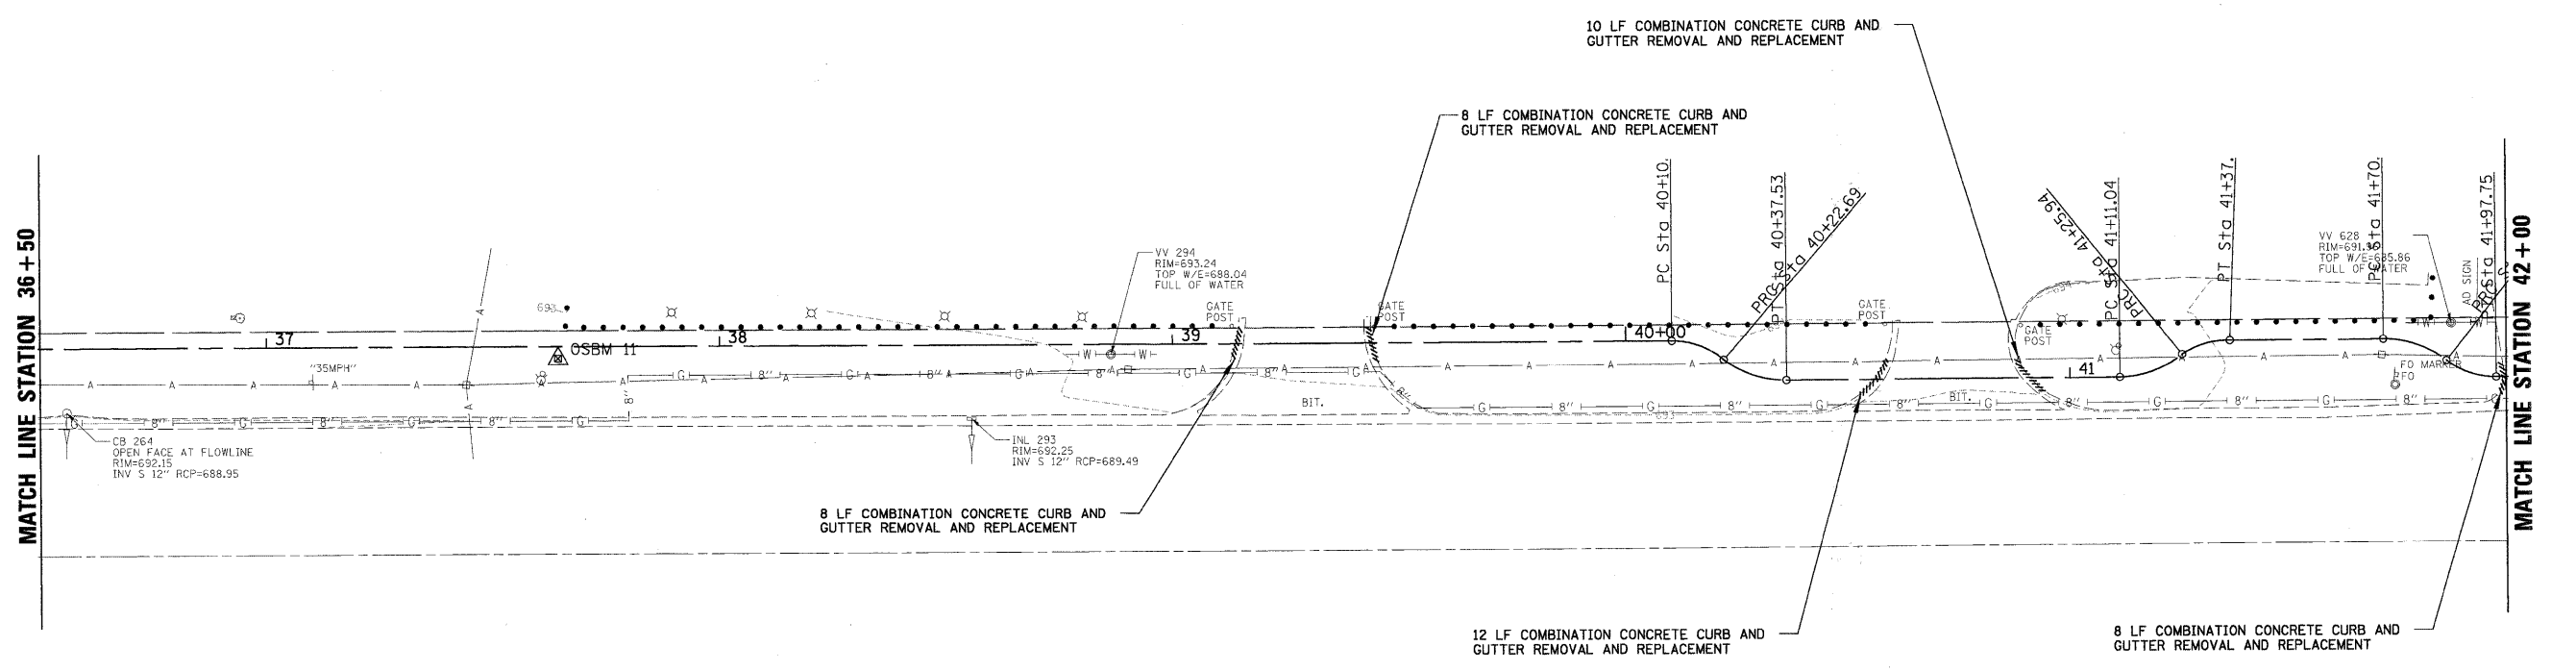 10 LF COMBINATION CONCRETE CURB AND
GUTTER REMOVAL AND REPLACEMENT
8 LF COMBINATION CONCRETE CURB AND
GUTTER REMOVAL AND REPLACEMENT
MATCH LINE STATION 36+50
PC Sta 40+10.
PT Sta 40+37.53
PRC Sta 40+22.69
PRC Sta 41+25.94
PC Sta 41+11.04
PT Sta 41+37.
PC Sta 41+70.
Sta 41+97.75
MATCH LINE STATION 42+00
VV 294
RIM=693.24
TOP W/E=688.04
FULL OF WATER
VV 628
TOP W/E=685.86
FULL OF WATER
AD SIGN
693
GATE
POST
GATE
POST
GATE
POST
GATE
POST
37
38
39
40+00
41
OSBM 11
"35MPH"
FO MARKER
FO
BIT.
BIT.
CB 264
OPEN FACE AT FLOWLINE
RIM=692.15
INV S 12" RCP=688.95
INL 293
RIM=692.25
INV S 12" RCP=689.49
8 LF COMBINATION CONCRETE CURB AND
GUTTER REMOVAL AND REPLACEMENT
12 LF COMBINATION CONCRETE CURB AND
GUTTER REMOVAL AND REPLACEMENT
8 LF COMBINATION CONCRETE CURB AND
GUTTER REMOVAL AND REPLACEMENT